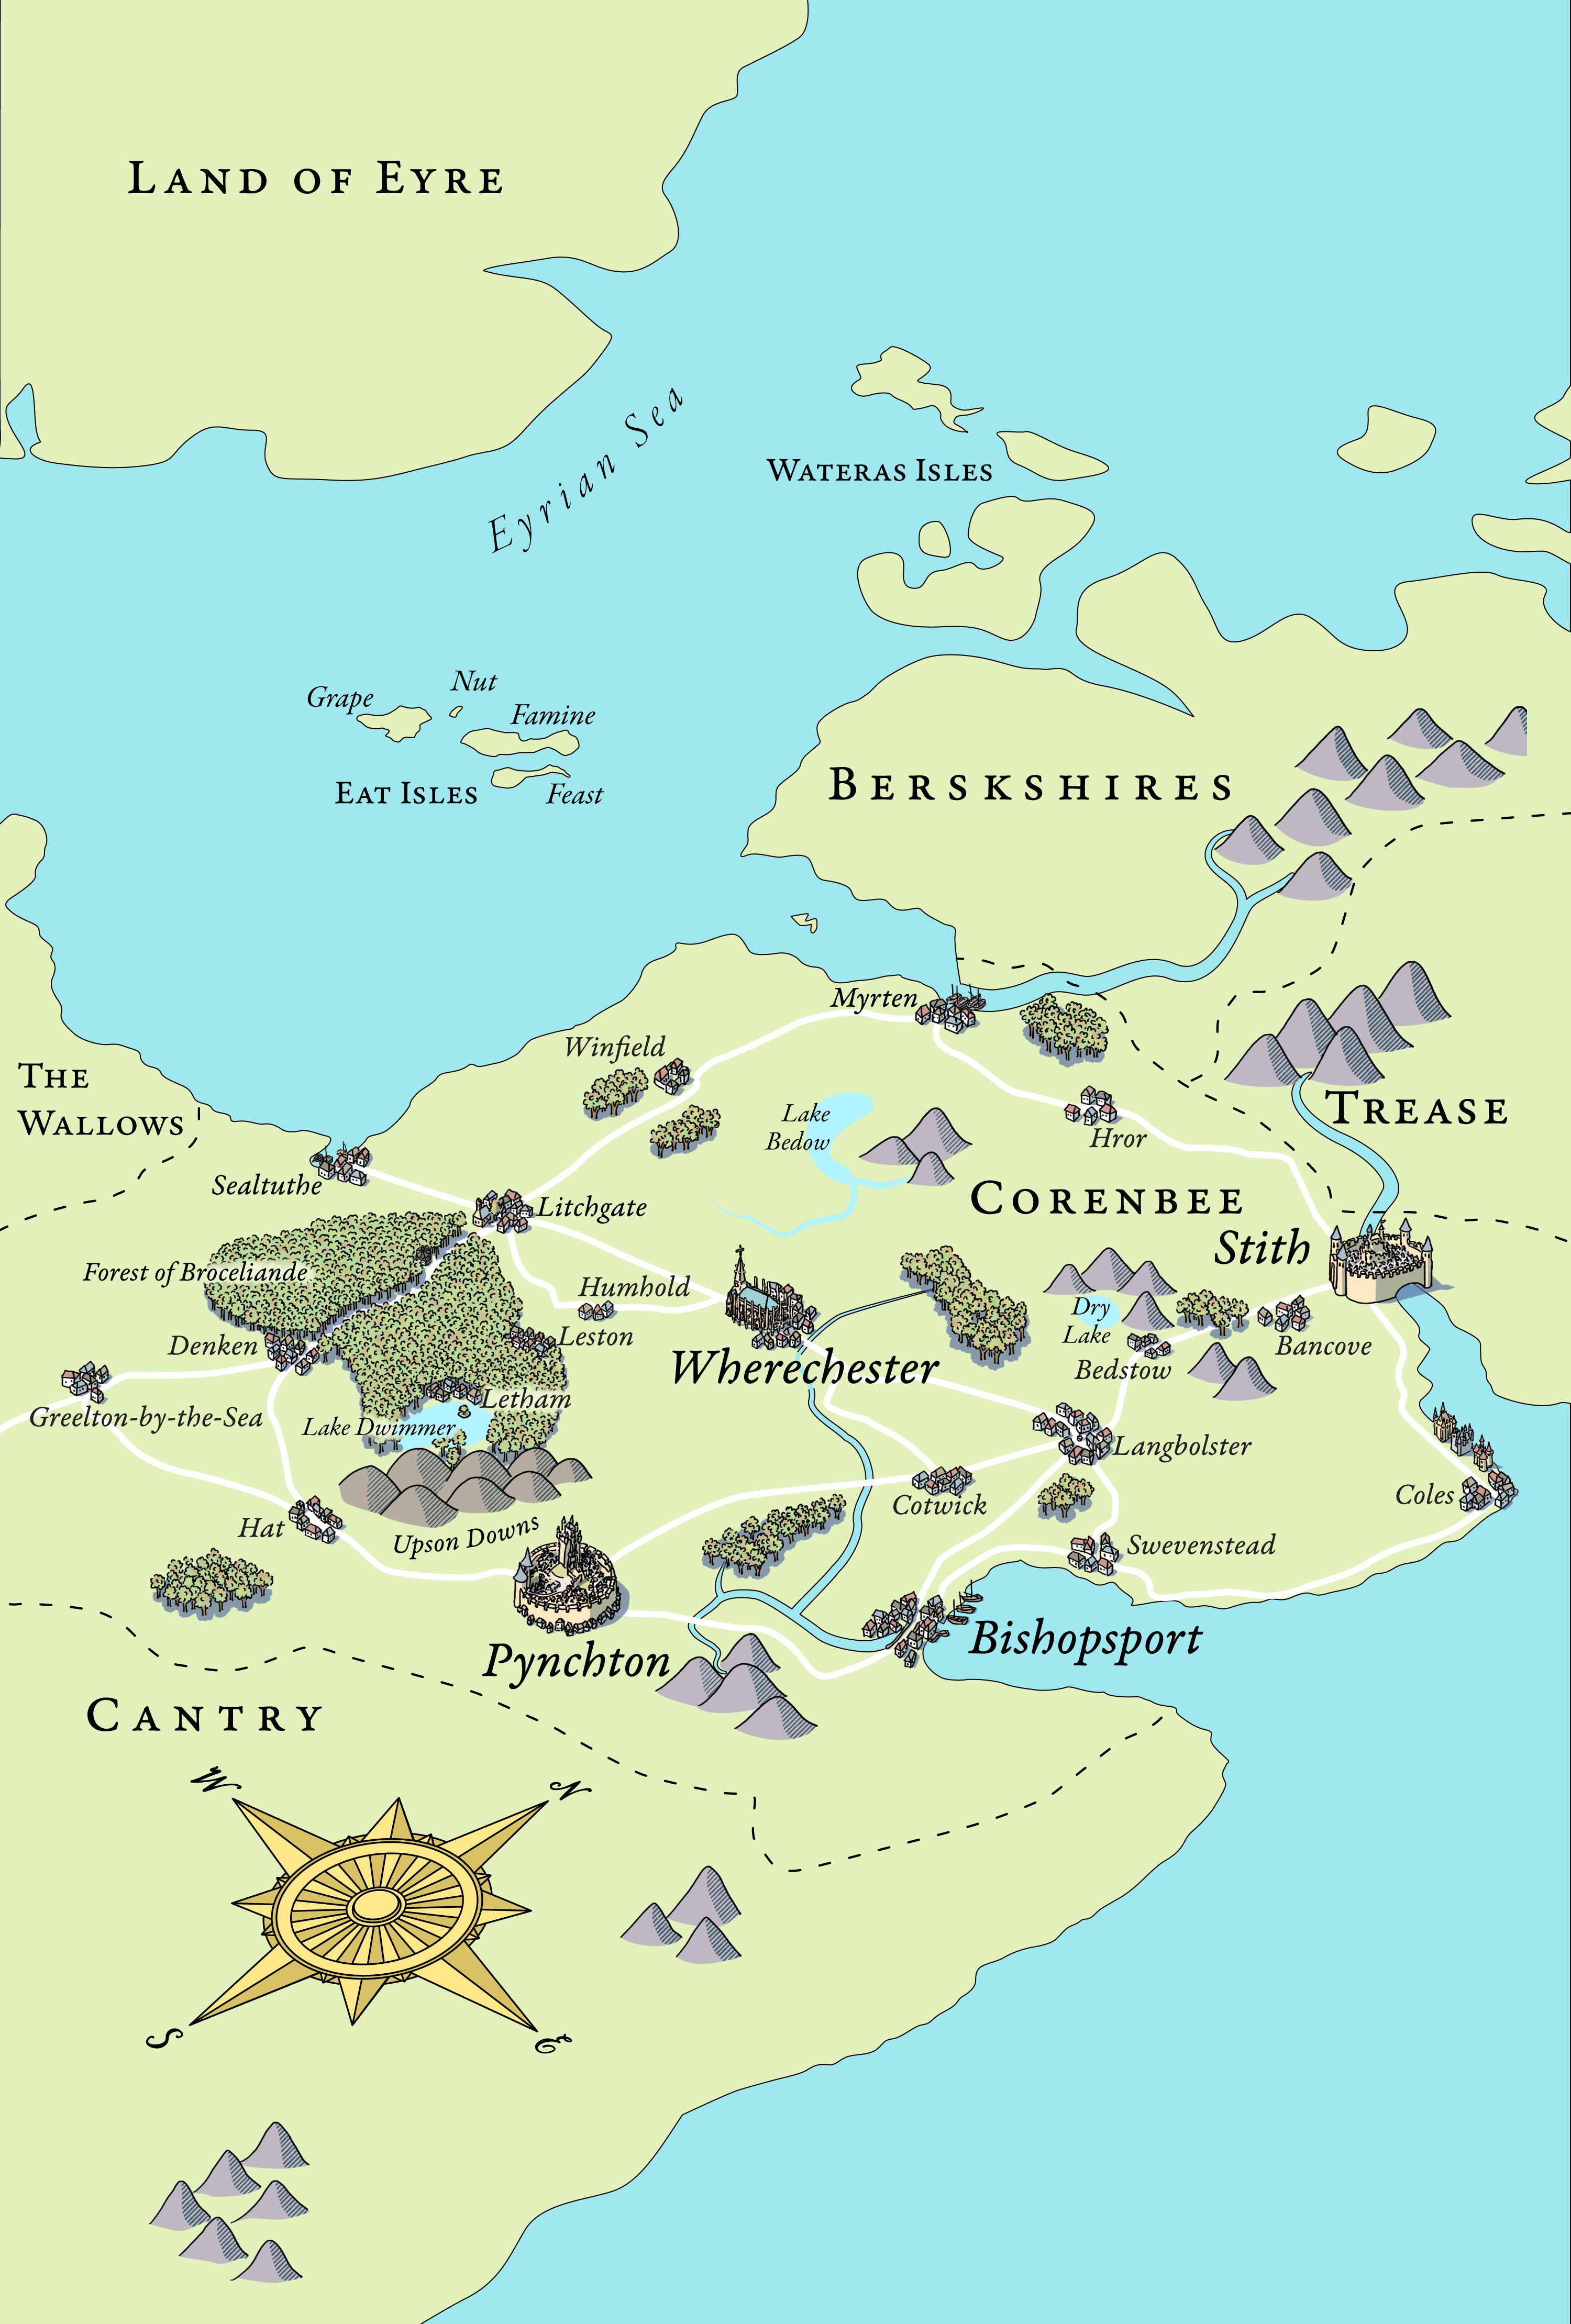 LAND OF EYRE
Eyrian Sea
WATERAS ISLES
Nut
Grape
Famine
EAT ISLES
Feast
BERSKSHIRES
Myrten
Winfield
THE
WALLOWS
Lake
Bedow
TREASE
Hror
Sealtuthe
Litchgate
CORENBEE
Stith
Forest of Broceliande
Humhold
Dry
Lake
Denken
Leston
Bancove
Wherechester
Bedstow
Letham
Greelton-by-the-Sea
Lake Dwimmer
Langbolster
Coles
Cotwick
Hat
Upson Downs
Swevenstead
Bishopsport
Pynchton
CANTRY
W
N
S
E